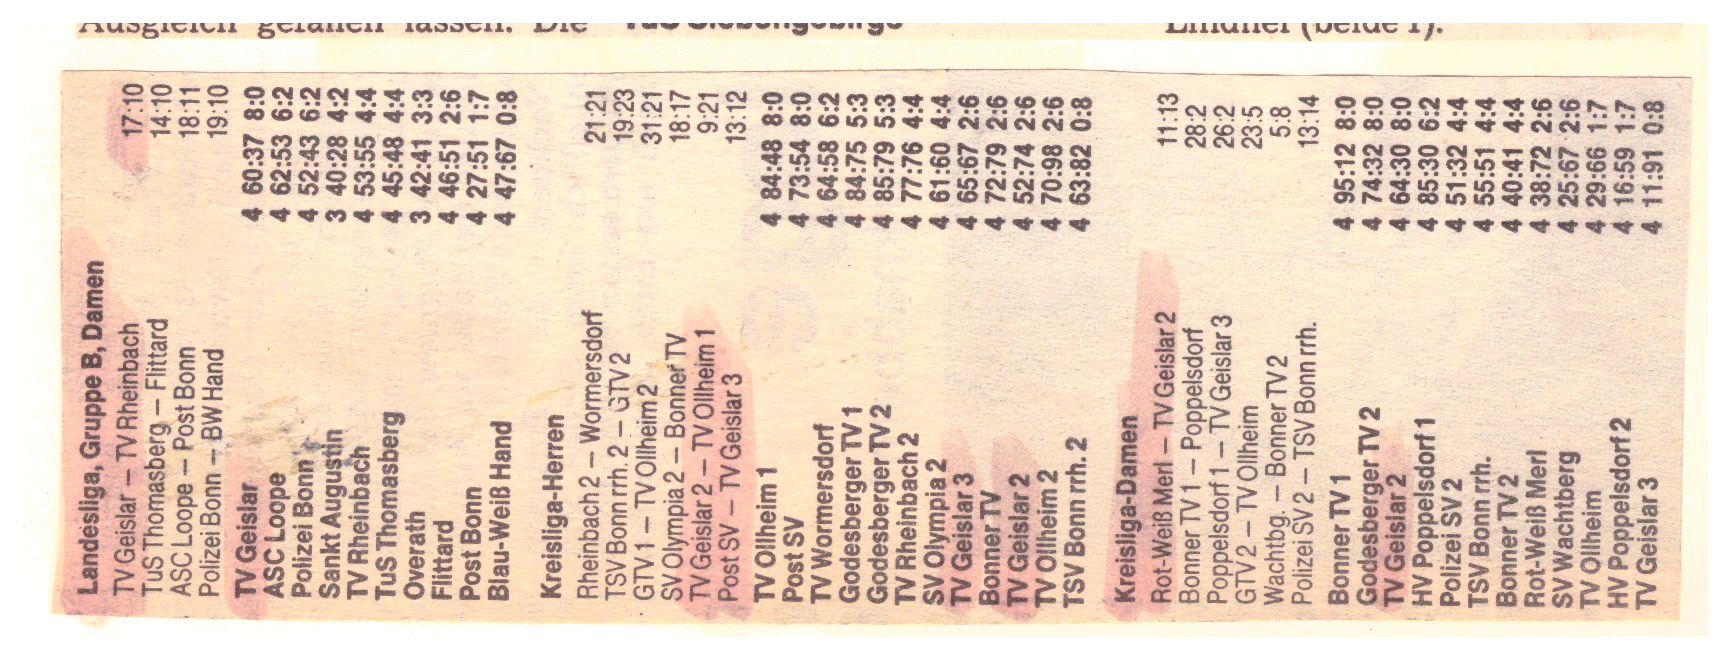 Ausgleich gefallen lassen. Die
TuS Siebengebirge
Lindner (beide 1).
Landesliga, Gruppe B, Damen
TV Geislar – TV Rheinbach 17:10
TuS Thomasberg – Flittard 14:10
ASC Loope – Post Bonn 18:11
Polizei Bonn – BW Hand 19:10
TV Geislar 4 60:37 8:0
ASC Loope 4 62:53 6:2
Polizei Bonn 4 52:43 6:2
Sankt Augustin 3 40:28 4:2
TV Rheinbach 4 53:55 4:4
TuS Thomasberg 4 45:48 4:4
Overath 3 42:41 3:3
Flittard 4 46:51 2:6
Post Bonn 4 27:51 1:7
Blau-Weiß Hand 4 47:67 0:8
Kreisliga-Herren
Rheinbach 2 – Wormersdorf 21:21
TSV Bonn rrh. 2 – GTV 2 19:23
GTV 1 – TV Ollheim 2 31:21
SV Olympia 2 – Bonner TV 18:17
TV Geislar 2 – TV Ollheim 1 9:21
Post SV – TV Geislar 3 13:12
TV Ollheim 1 4 84:48 8:0
Post SV 4 73:54 8:0
TV Wormersdorf 4 64:58 6:2
Godesberger TV 1 4 84:75 5:3
Godesberger TV 2 4 85:79 5:3
TV Rheinbach 2 4 77:76 4:4
SV Olympia 2 4 61:60 4:4
TV Geislar 3 4 65:67 2:6
Bonner TV 4 72:79 2:6
TV Geislar 2 4 52:74 2:6
TV Ollheim 2 4 70:98 2:6
TSV Bonn rrh. 2 4 63:82 0:8
Kreisliga-Damen
Rot-Weiß Merl – TV Geislar 2 11:13
Bonner TV 1 – Poppelsdorf 28:2
Poppelsdorf 1 – TV Geislar 3 26:2
GTV 2 – TV Ollheim 23:5
Wachtbg. – Bonner TV 2 5:8
Polizei SV 2 – TSV Bonn rrh. 13:14
Bonner TV 1 4 95:12 8:0
Godesberger TV 2 4 74:32 8:0
TV Geislar 2 4 64:30 8:0
HV Poppelsdorf 1 4 85:30 6:2
Polizei SV 2 4 51:32 4:4
TSV Bonn rrh. 4 55:51 4:4
Bonner TV 2 4 40:41 4:4
Rot-Weiß Merl 4 38:72 2:6
SV Wachtberg 4 25:67 2:6
TV Ollheim 4 29:66 1:7
HV Poppelsdorf 2 4 16:59 1:7
TV Geislar 3 4 11:91 0:8